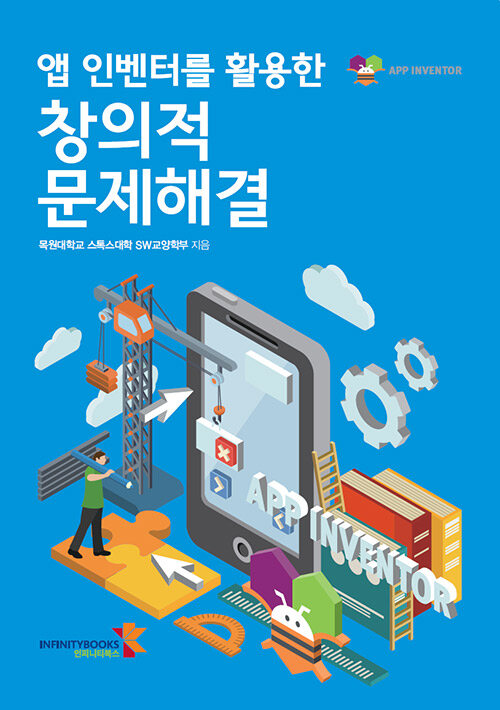 앱 인벤터를 활용한
APP INVENTOR
창의적
문제해결
목원대학교 스톡스대학 SW교양학부 지음
APP INVENTOR
INFINITYBOOKS
인피니티북스